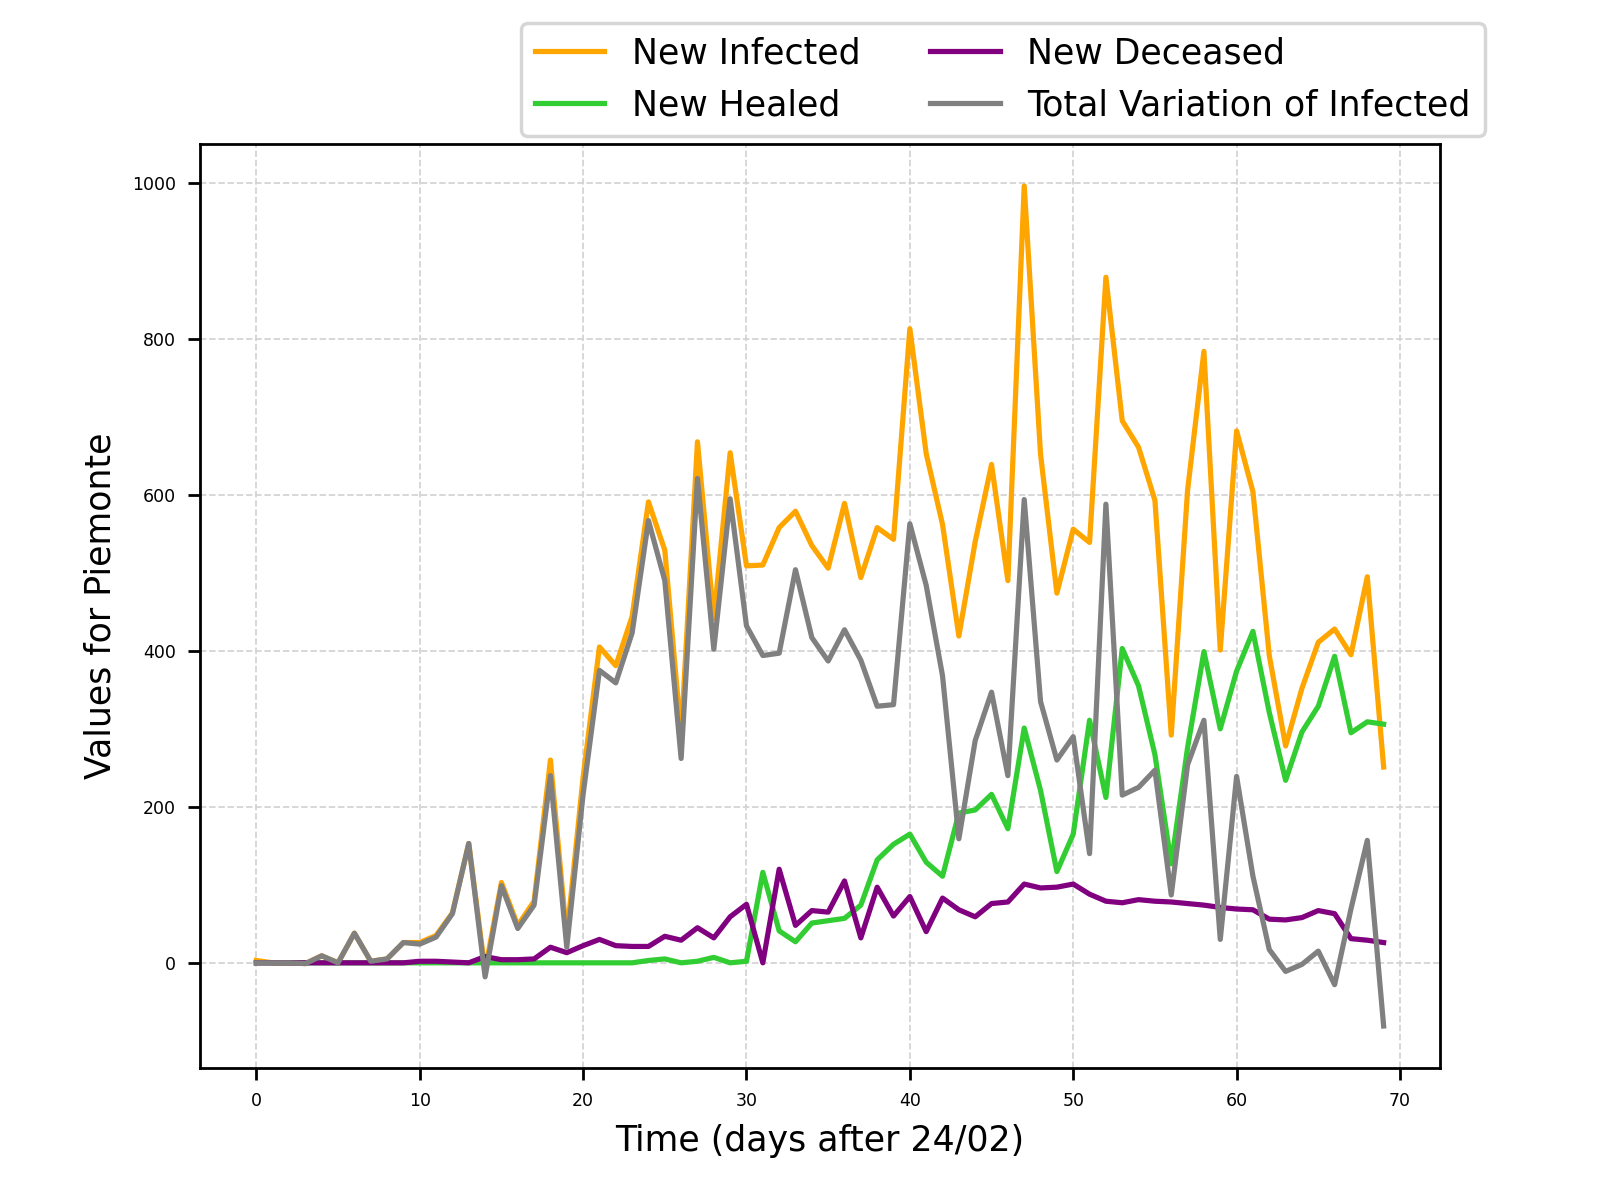 New Infected
New Healed
New Deceased
Total Variation of Infected
Values for Piemonte
1000
800
600
400
200
0
0 10 20 30 40 50 60 70
Time (days after 24/02)